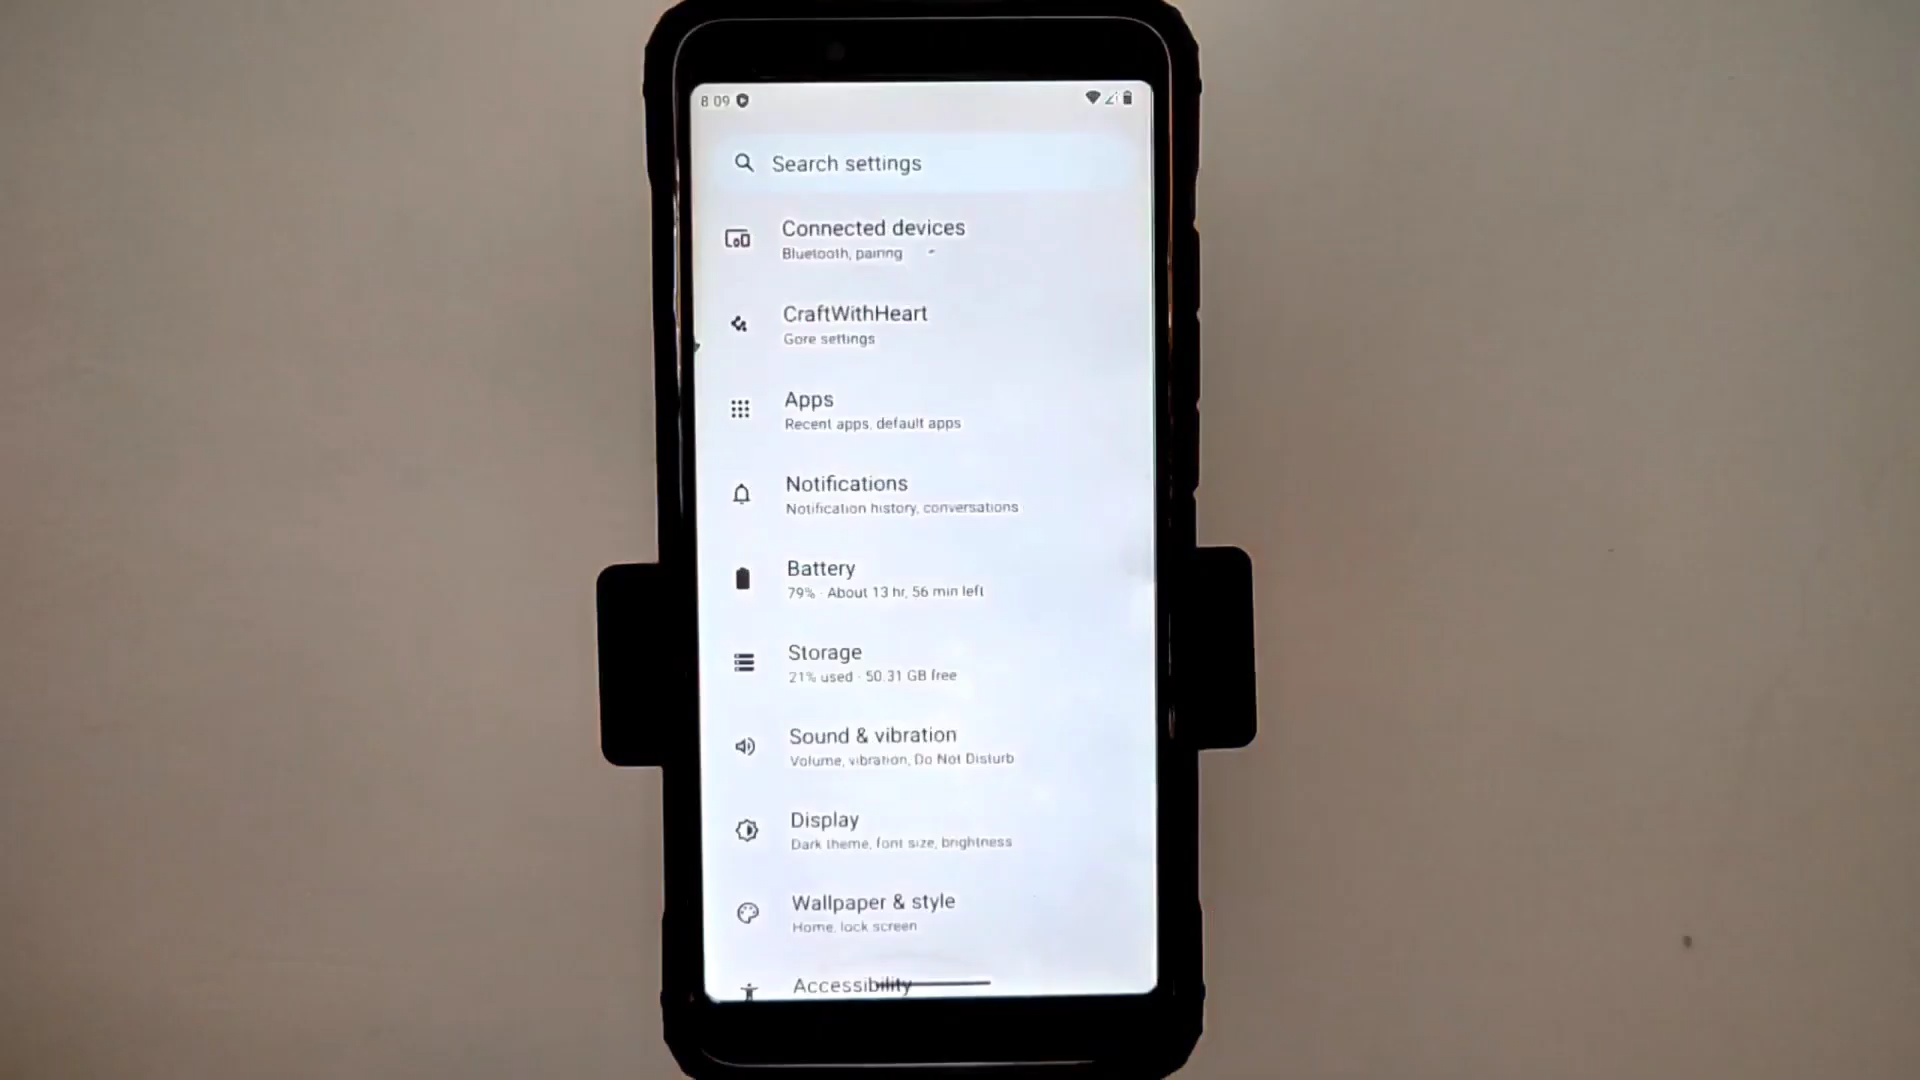 8 09
Search settings
Connected devices
Bluetooth, pairing
CraftWithHeart
Gore settings
Apps
Recent apps, default apps
Notifications
Notification history, conversations
Battery
79% · About 13 hr, 56 min left
Storage
21% used · 50.31 GB free
Sound & vibration
Volume, vibration, Do Not Disturb
Display
Dark theme, font size, brightness
Wallpaper & style
Home, lock screen
Accessibility